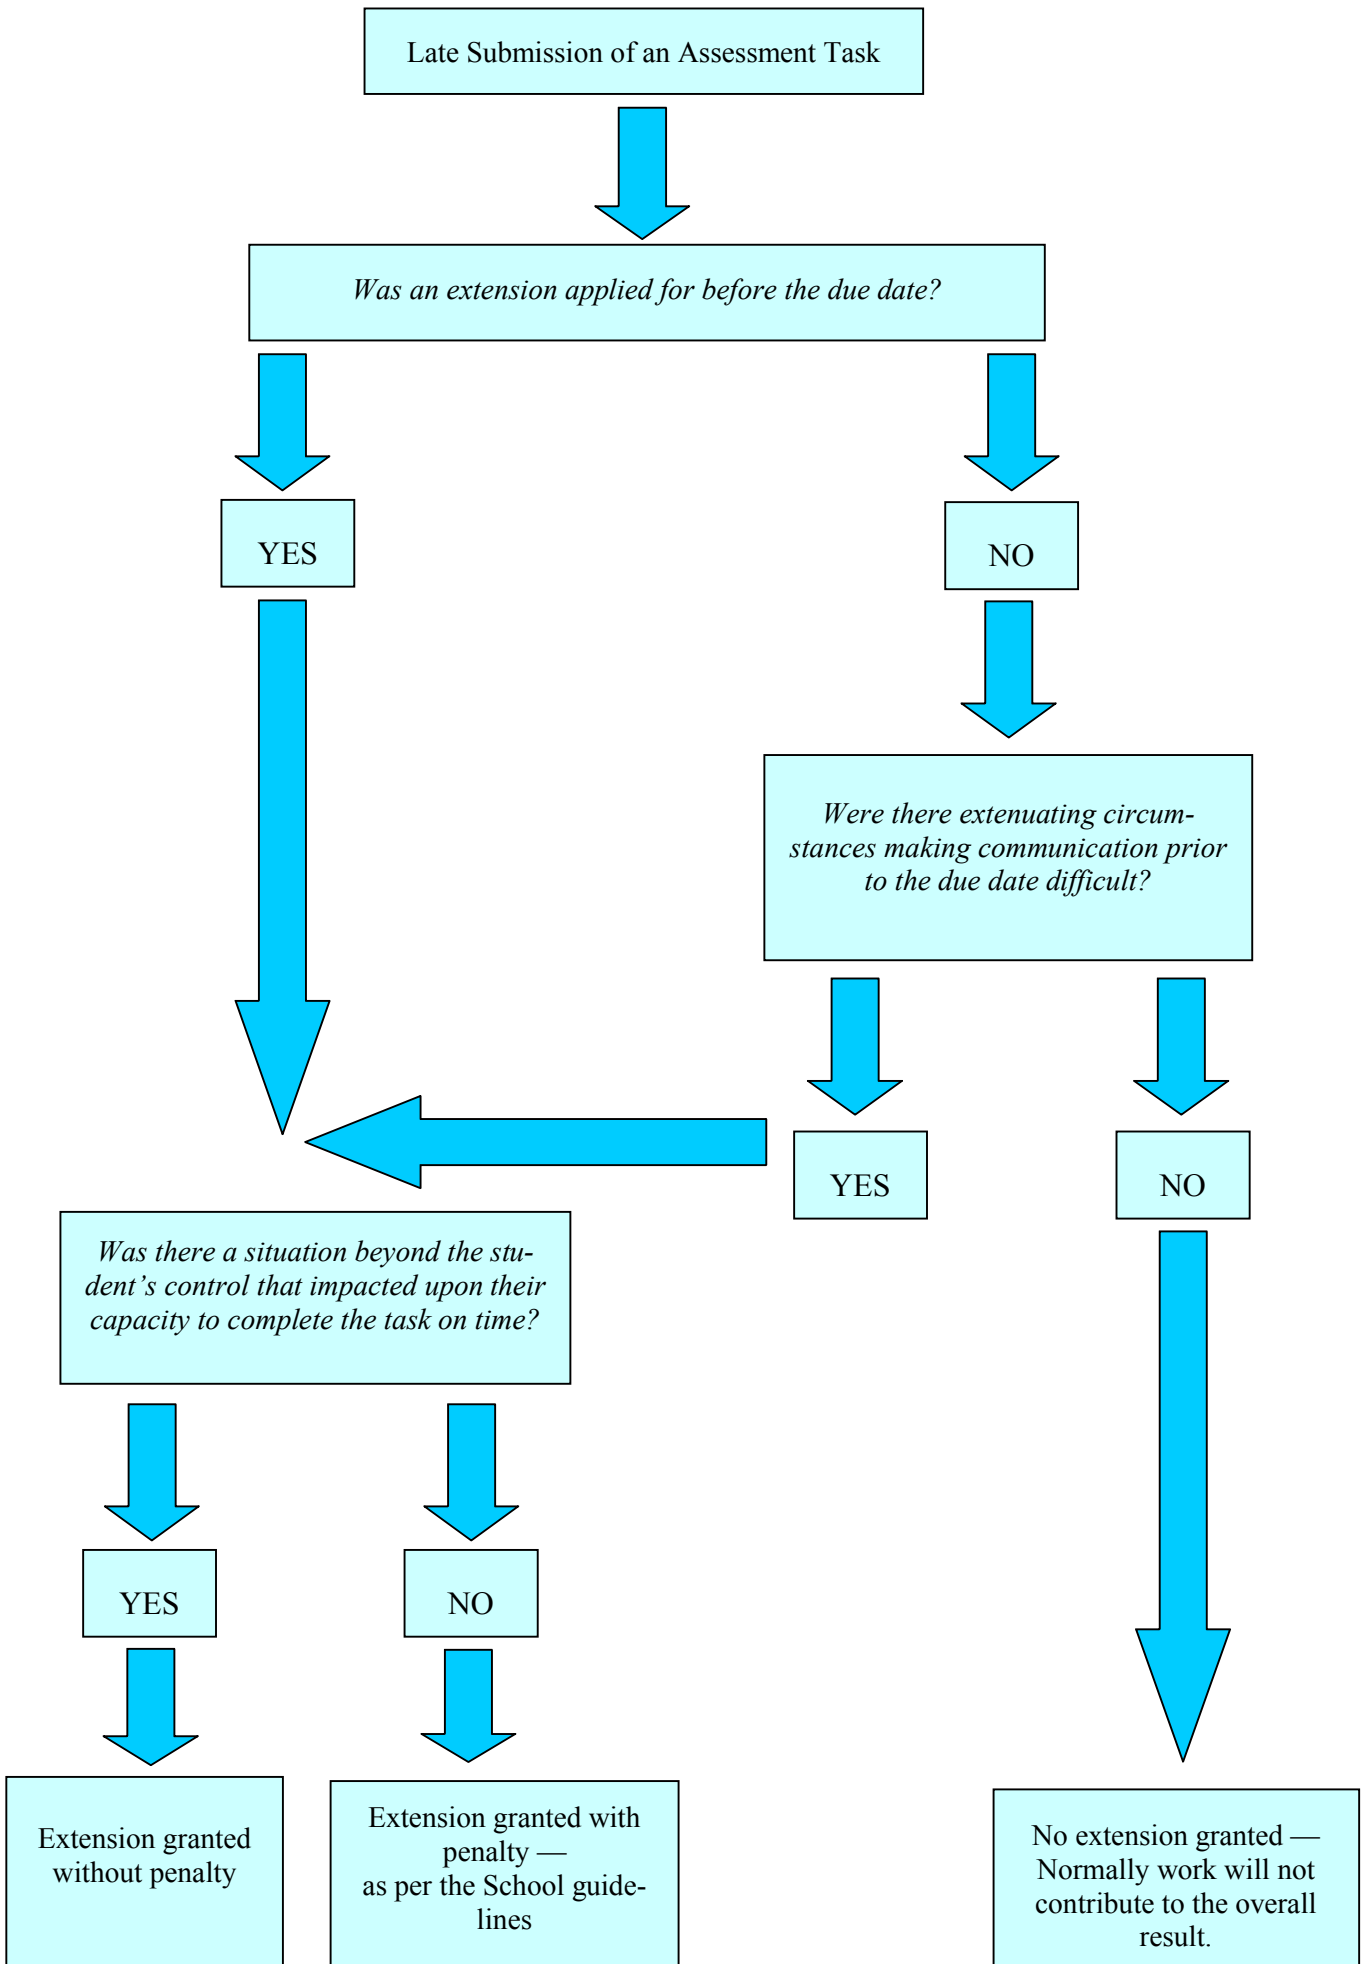 Late Submission of an Assessment Task
Was an extension applied for before the due date?
YES
NO
Were there extenuating circum-
stances making communication prior
to the due date difficult?
YES
NO
Was there a situation beyond the stu-
dent’s control that impacted upon their
capacity to complete the task on time?
YES
NO
Extension granted
without penalty
Extension granted with
penalty —
as per the School guide-
lines
No extension granted —
Normally work will not
contribute to the overall
result.